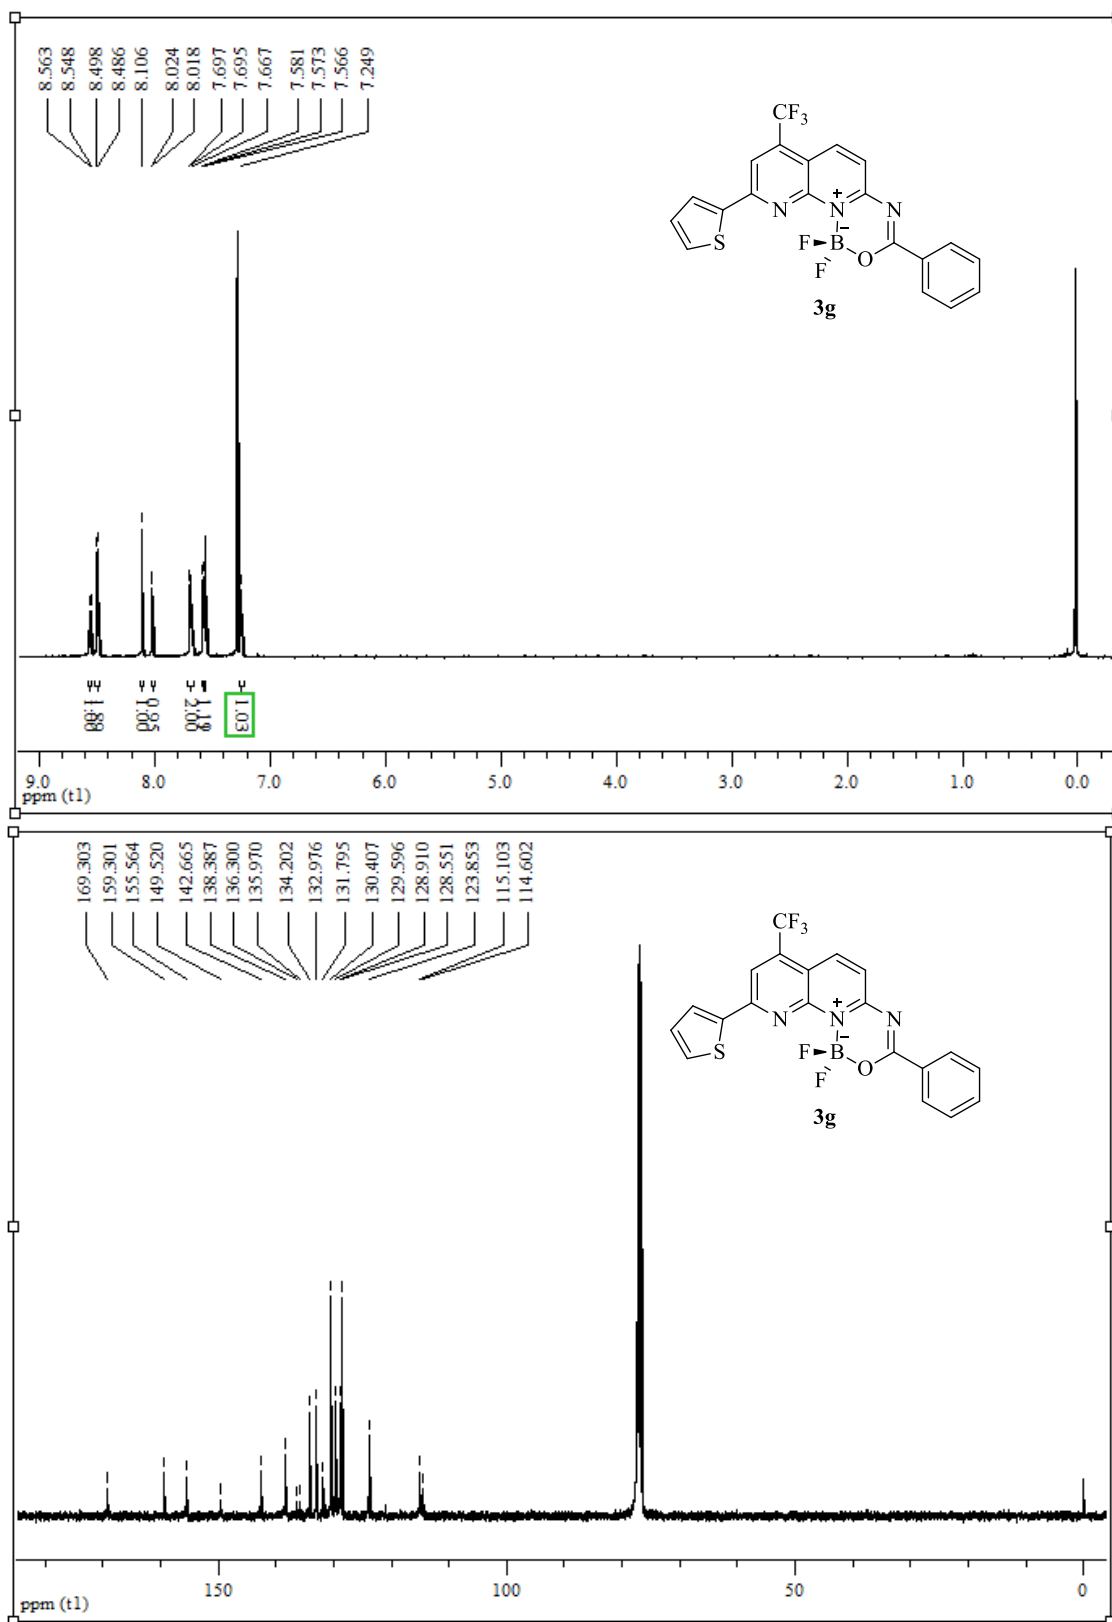 8.563
8.548
8.498
8.486
8.106
8.024
8.018
7.697
7.695
7.667
7.581
7.573
7.566
7.249
CF3
N
N
+
N
S
F
B
−
O
F
3g
1.00
0.95
2.00
1.03
9.0 8.0 7.0 6.0 5.0 4.0 3.0 2.0 1.0 0.0
ppm (t1)
169.303
159.301
155.564
149.520
142.665
138.387
136.300
135.970
134.202
132.976
131.795
130.407
129.596
128.910
128.551
123.853
115.103
114.602
CF3
N
N
+
N
S
F
B
−
O
F
3g
150 100 50 0
ppm (t1)